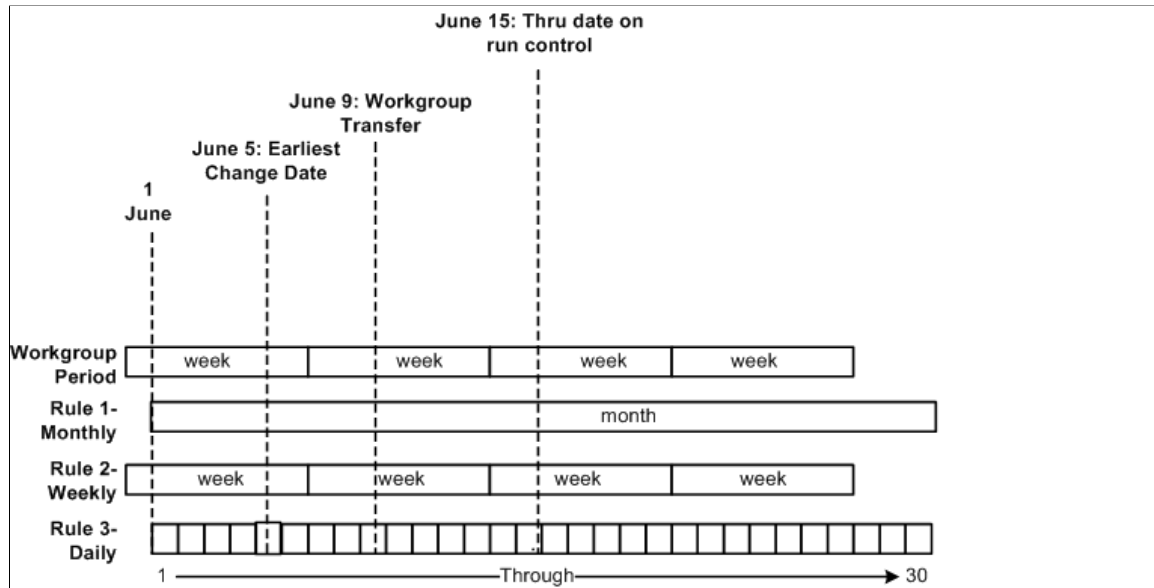 June 15: Thru date on
run control
June 9: Workgroup
Transfer
June 5: Earliest
Change Date
1
June
Workgroup
Period
week
week
week
week
Rule 1-
Monthly
month
Rule 2-
Weekly
week
week
week
week
Rule 3-
Daily
1
Through
30